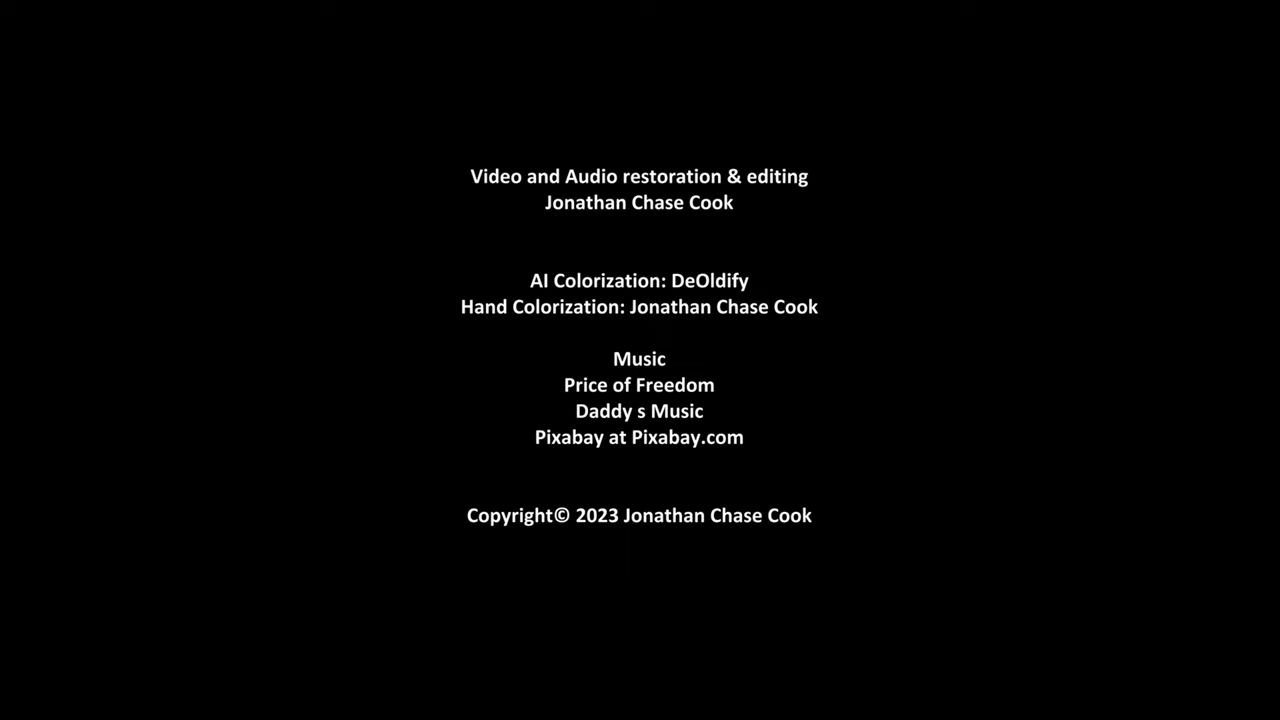 Video and Audio restoration & editing
Jonathan Chase Cook
AI Colorization: DeOldify
Hand Colorization: Jonathan Chase Cook
Music
Price of Freedom
Daddy s Music
Pixabay at Pixabay.com
Copyright© 2023 Jonathan Chase Cook